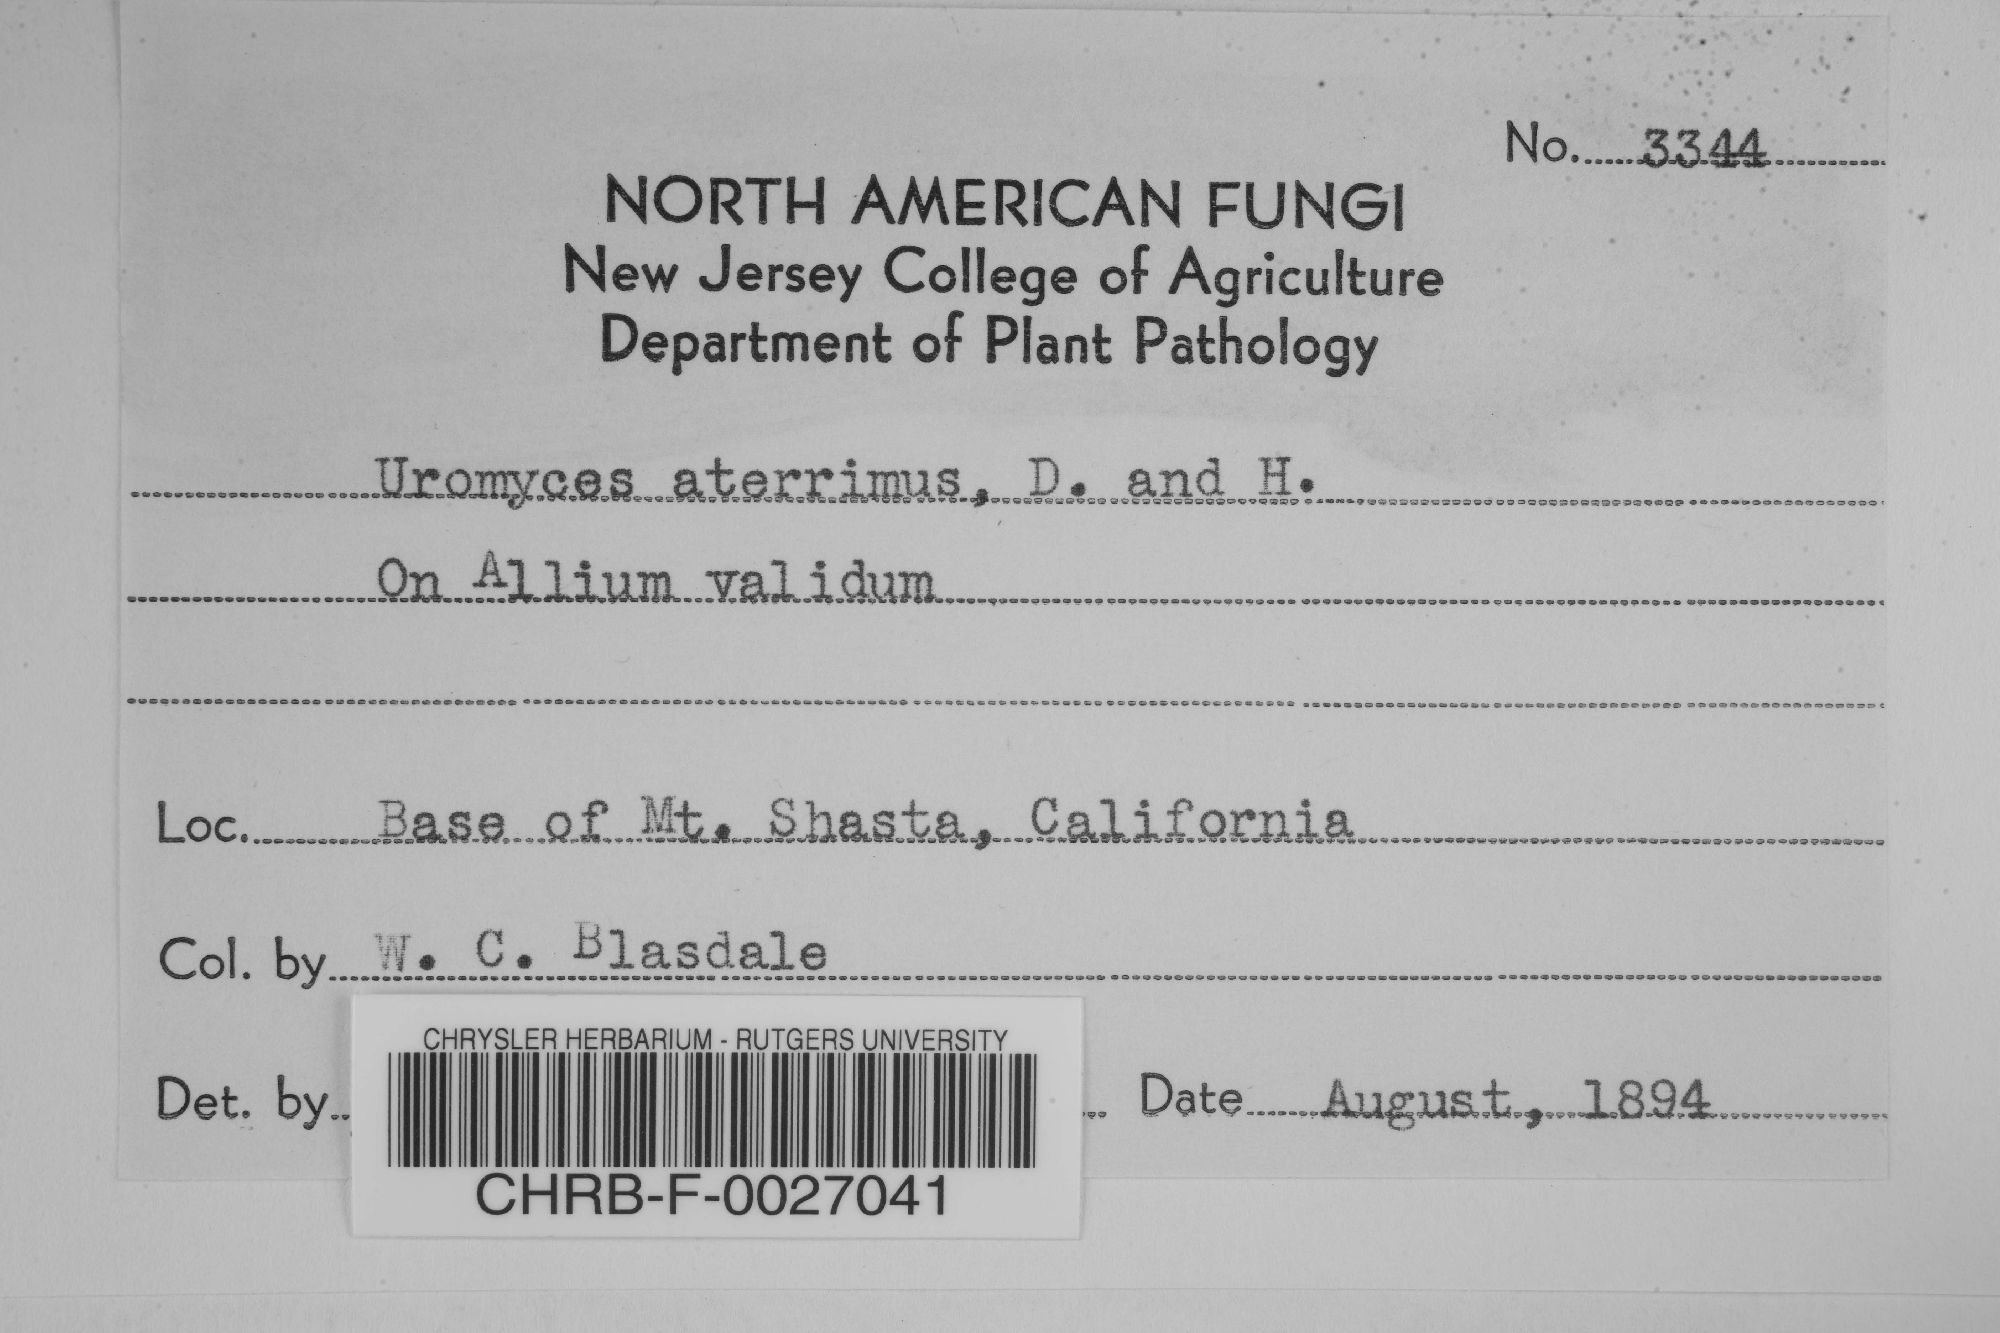 No. 3344
NORTH AMERICAN FUNGI
New Jersey College of Agriculture
Department of Plant Pathology
Uromyces aterrimus, D. and H.
On Allium validum
Loc. Base of Mt. Shasta, California
Col. by W. C. Blasdale
Det. by Date August, 1894
CHRYSLER HERBARIUM - RUTGERS UNIVERSITY
CHRB-F-0027041